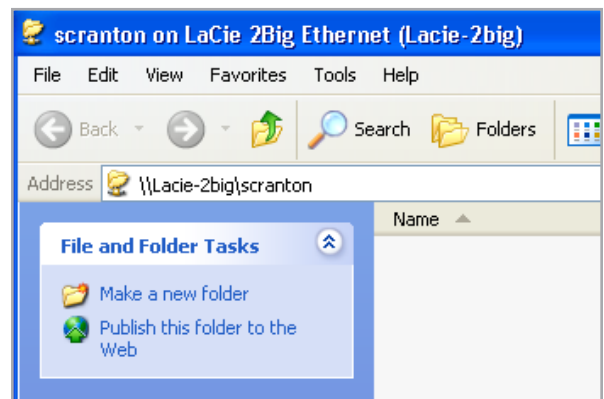 scranton on LaCie 2Big Ethernet (Lacie-2big)
File Edit View Favorites Tools Help
Back Search Folders
Address \\Lacie-2big\scranton
Name
File and Folder Tasks
Make a new folder
Publish this folder to the
Web